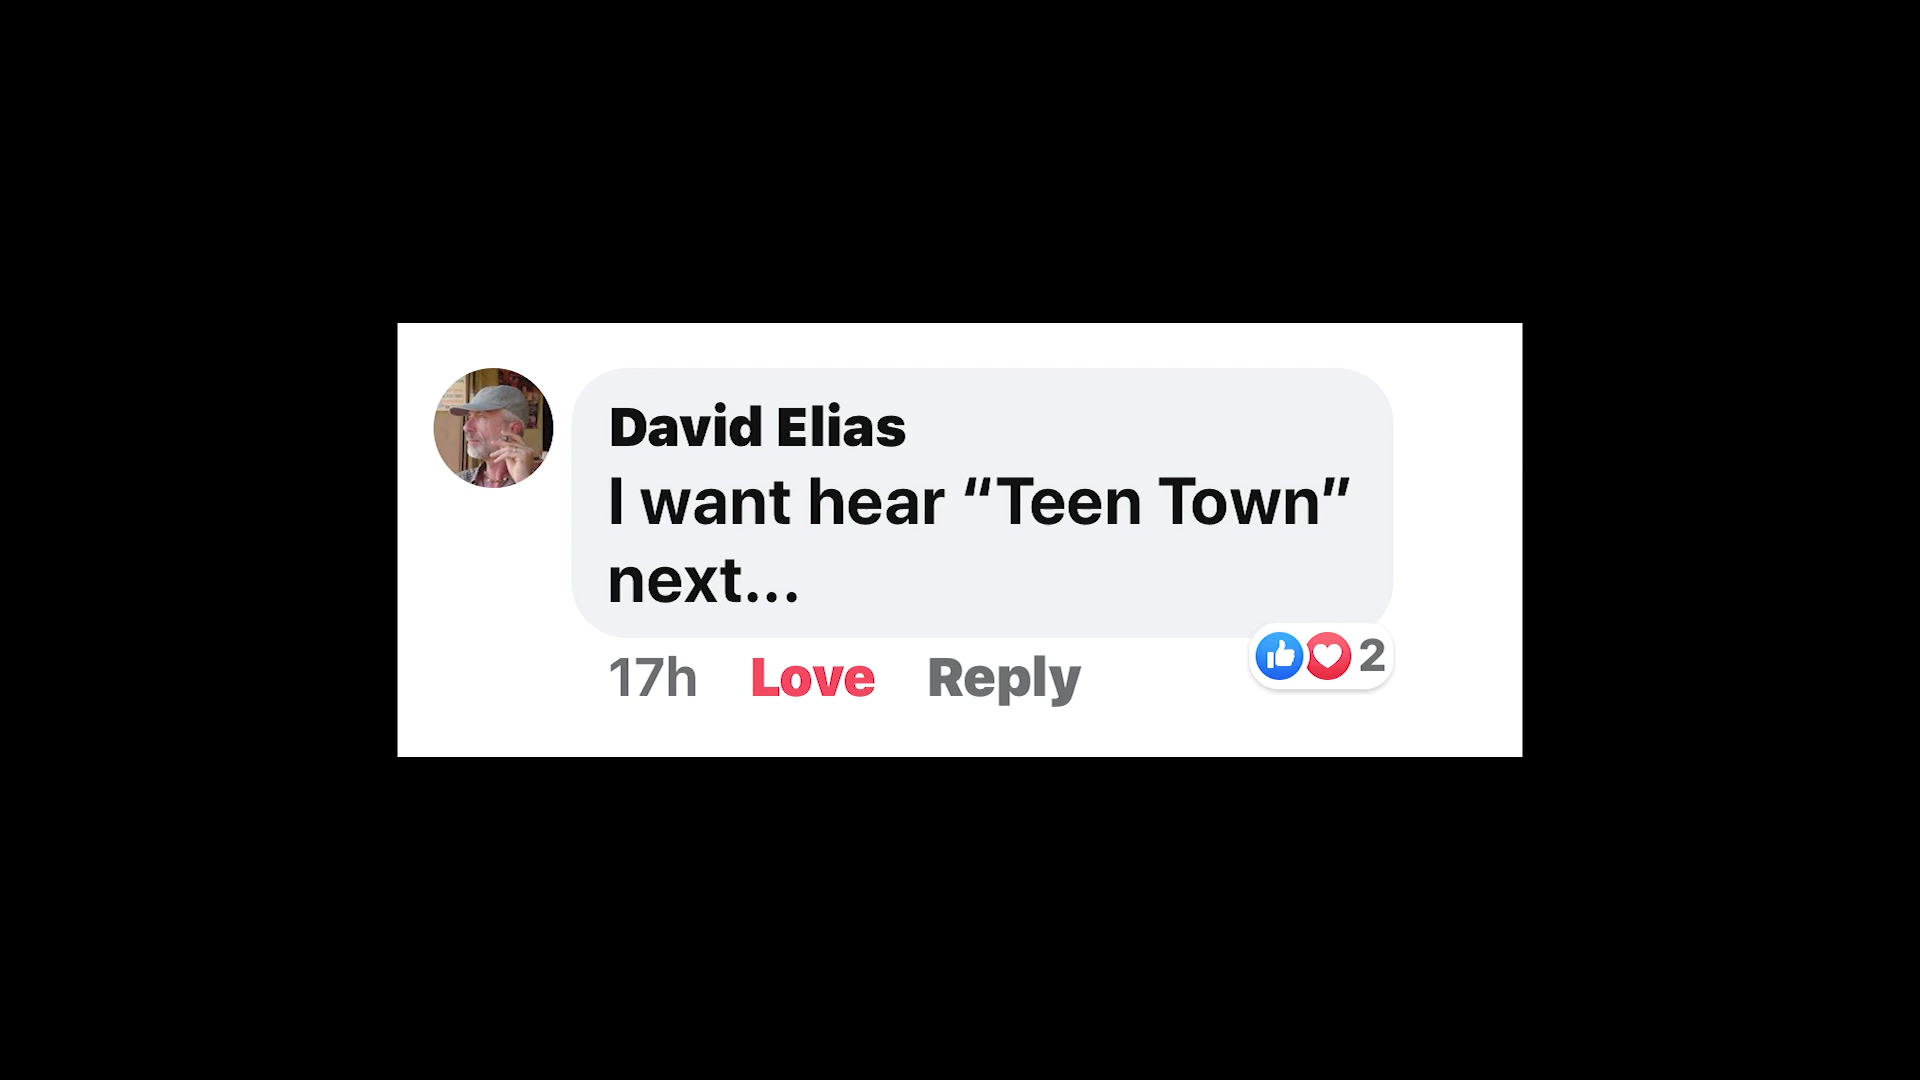 David Elias
I want hear “Teen Town”
next...
17h Love Reply
2